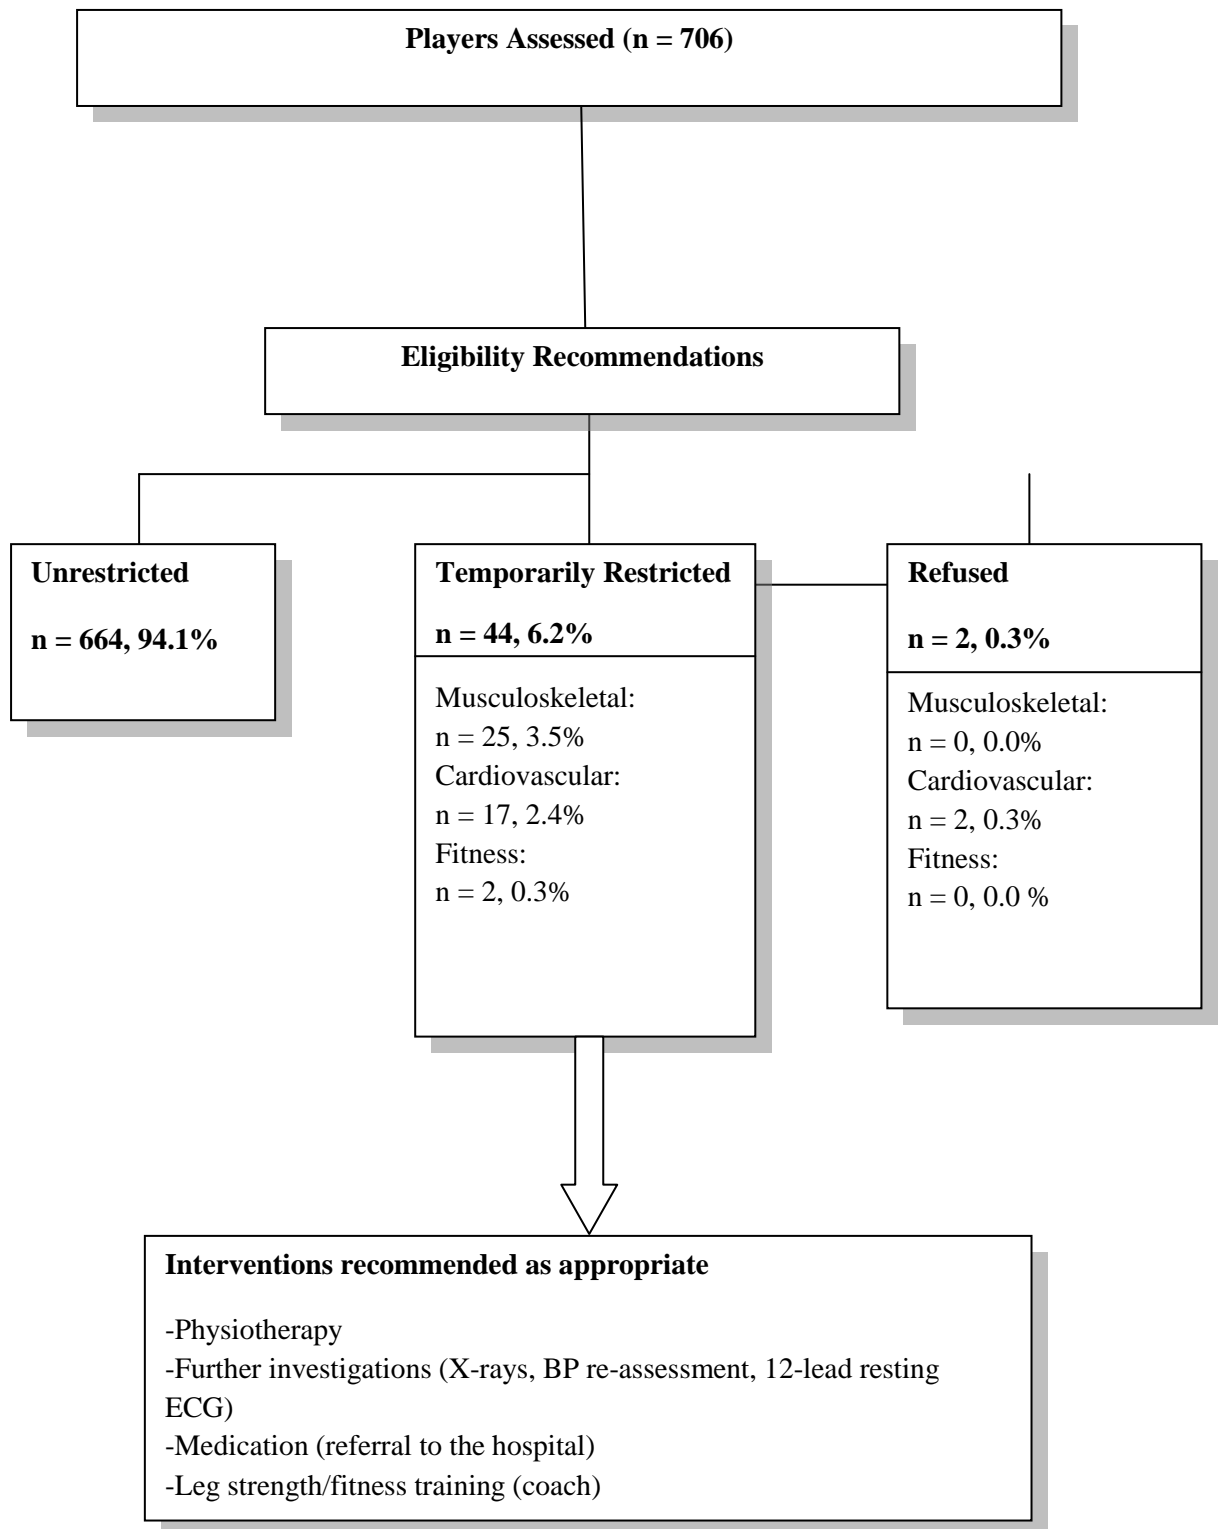 Players Assessed (n = 706)
Eligibility Recommendations
Unrestricted
n = 664, 94.1%
Temporarily Restricted
n = 44, 6.2%
Musculoskeletal:
n = 25, 3.5%
Cardiovascular:
n = 17, 2.4%
Fitness:
n = 2, 0.3%
Refused
n = 2, 0.3%
Musculoskeletal:
n = 0, 0.0%
Cardiovascular:
n = 2, 0.3%
Fitness:
n = 0, 0.0 %
Interventions recommended as appropriate
-Physiotherapy
-Further investigations (X-rays, BP re-assessment, 12-lead resting
ECG)
-Medication (referral to the hospital)
-Leg strength/fitness training (coach)